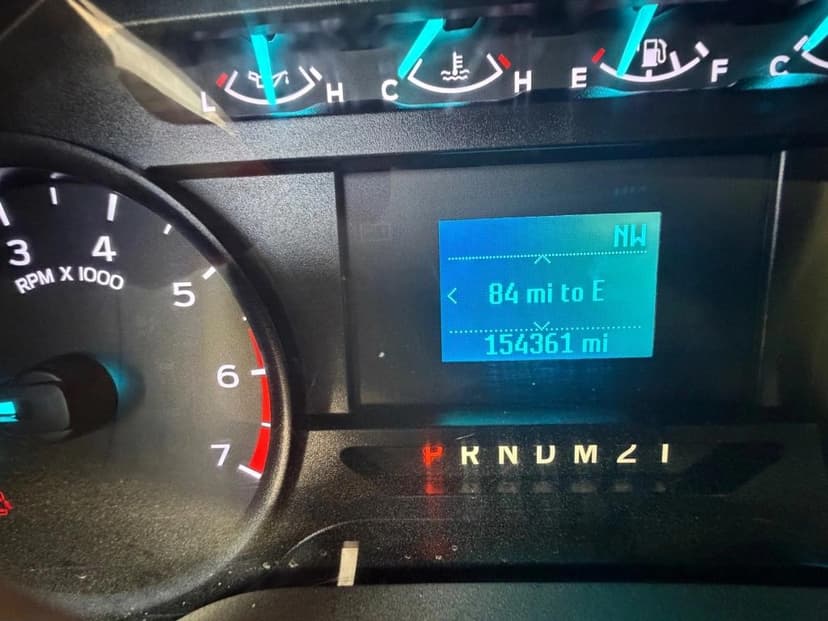 L H C H E F C
NW
84 mi to E
154361 mi
3 4 5 6 7
RPM X 1000
P R N D M 2 1